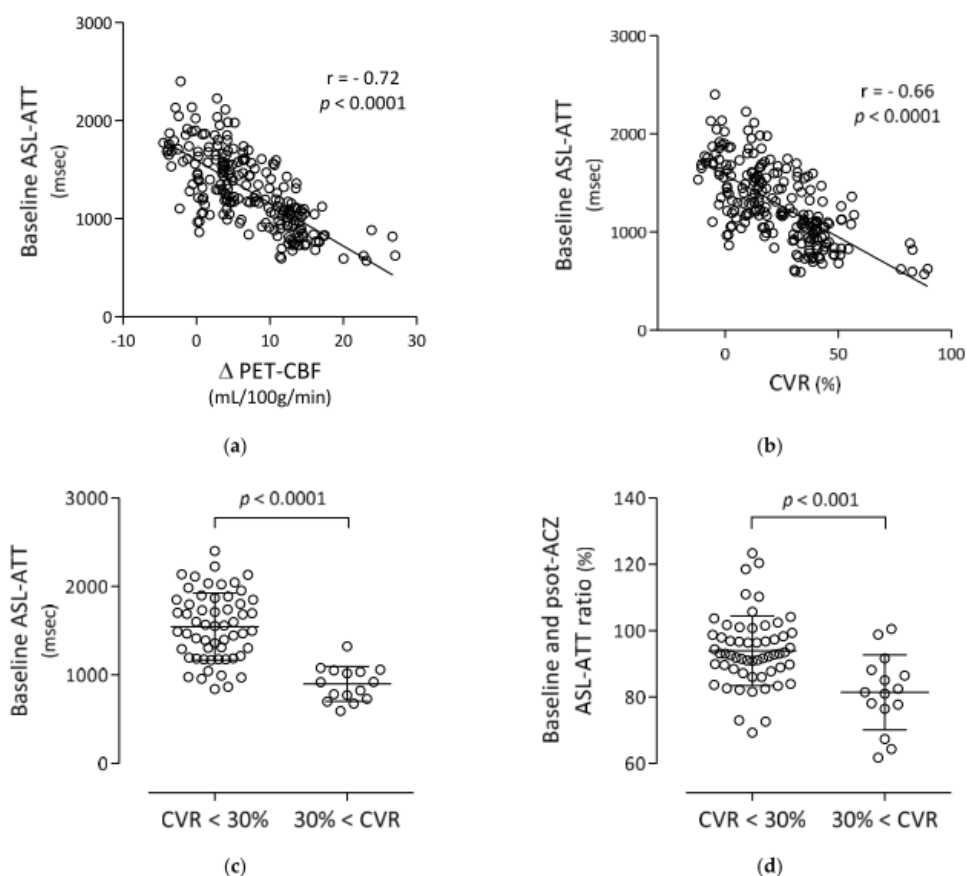 3000
2000
1000
0
Baseline ASL-ATT
(msec)
r = - 0.72
p < 0.0001
-10 0 10 20 30
Δ PET-CBF
(mL/100g/min)
(a)
3000
2000
1000
0
Baseline ASL-ATT
(msec)
r = - 0.66
p < 0.0001
0 50 100
CVR (%)
(b)
3000
2000
1000
0
Baseline ASL-ATT
(msec)
p < 0.0001
CVR < 30% 30% < CVR
(c)
140
120
100
80
60
Baseline and psot-ACZ
ASL-ATT ratio (%)
p < 0.001
CVR < 30% 30% < CVR
(d)